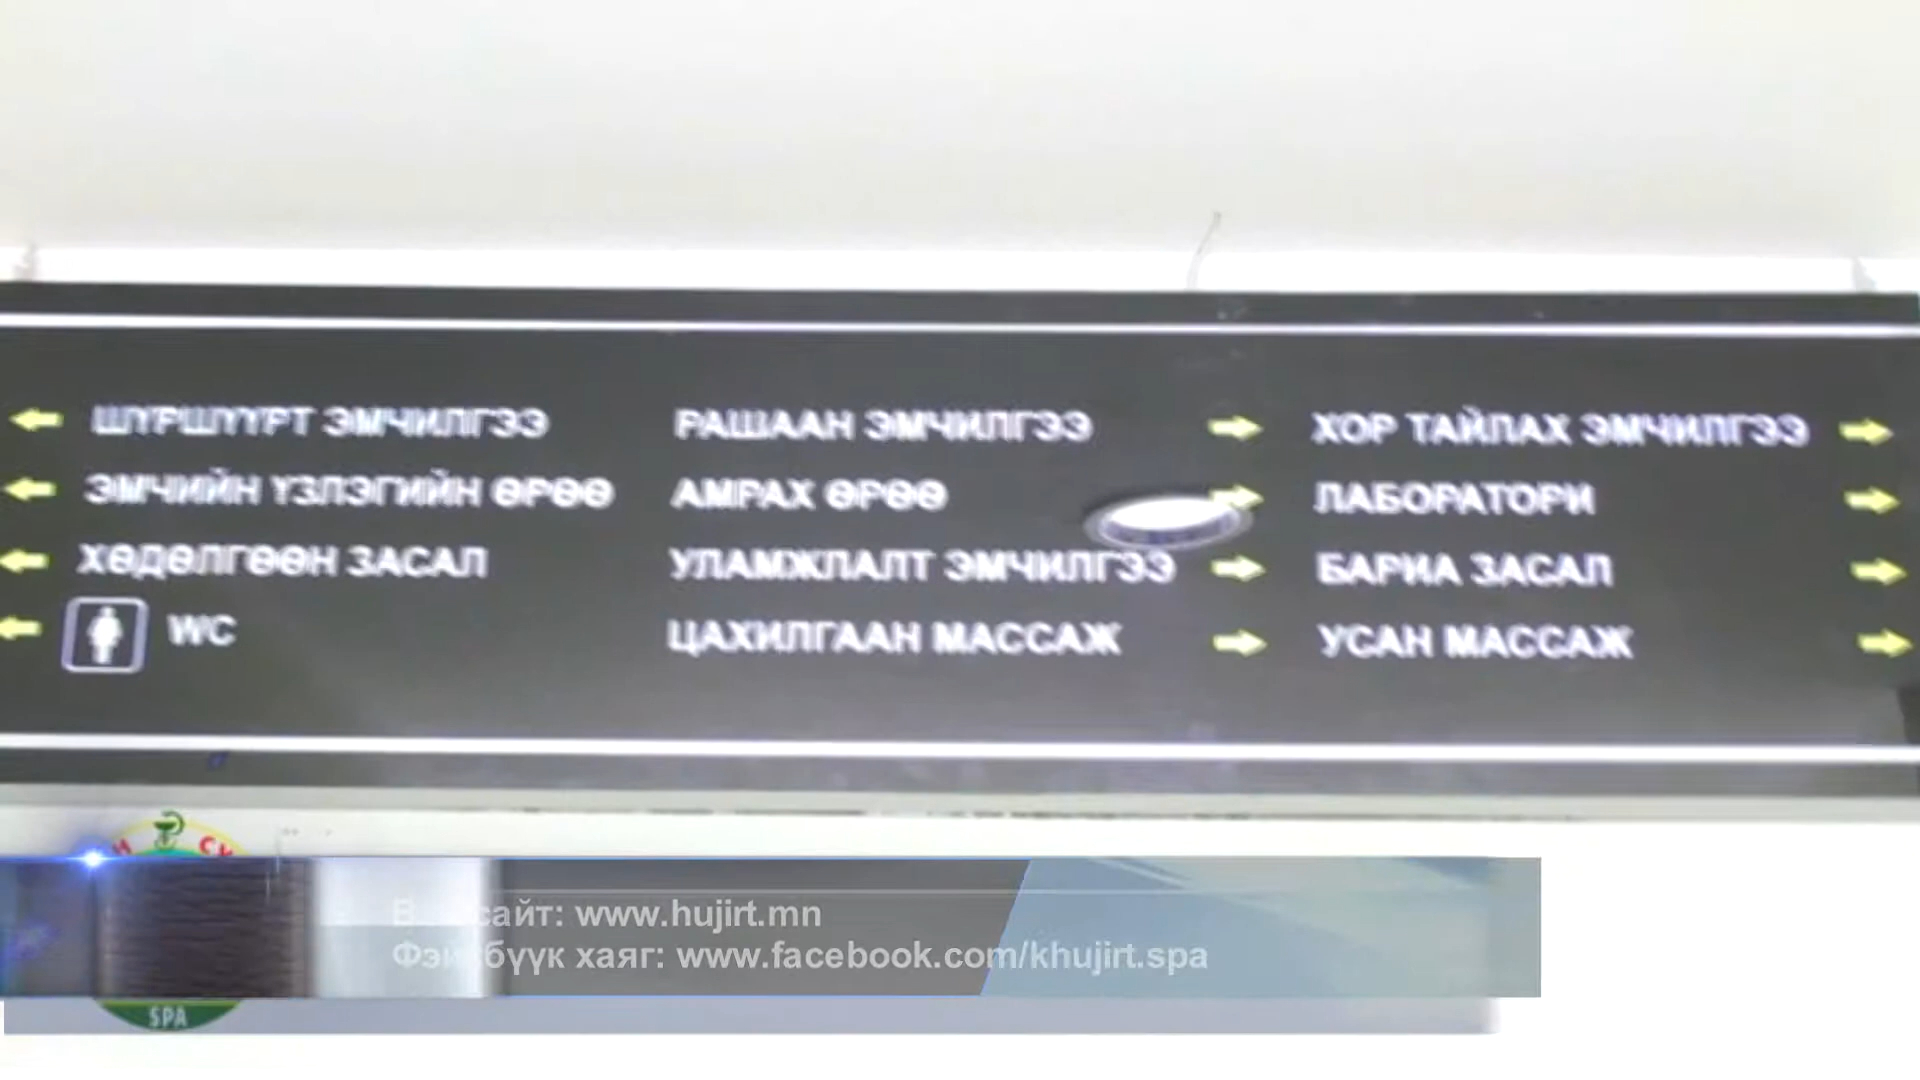 ШҮРШҮҮРТ ЭМЧИЛГЭЭ
ЭМЧИЙН ҮЗЛЭГИЙН ӨРӨӨ
ХӨДӨЛГӨӨН ЗАСАЛ
WC
РАШААН ЭМЧИЛГЭЭ
АМРАХ ӨРӨӨ
УЛАМЖЛАЛТ ЭМЧИЛГЭЭ
ЦАХИЛГААН МАССАЖ
ХОР ТАЙЛАХ ЭМЧИЛГЭЭ
ЛАБОРАТОРИ
БАРИА ЗАСАЛ
УСАН МАССАЖ
сайт: www.hujirt.mn
Фэйсбүүк хаяг: www.facebook.com/khujirt.spa
SPA